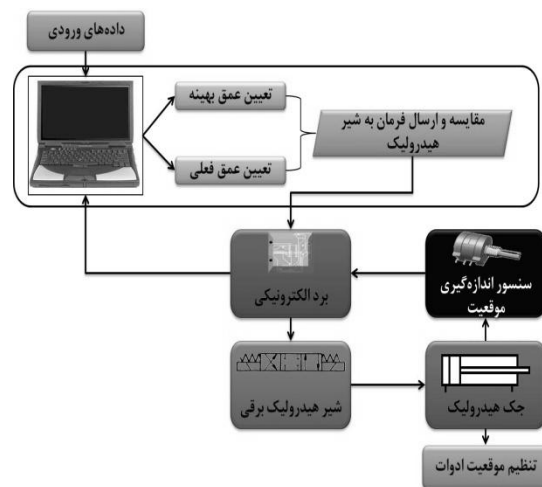 داده‌های ورودی
تعیین عمق بهینه
مقایسه و ارسال فرمان به شیر
هیدرولیک
تعیین عمق فعلی
سنسور اندازه‌گیری
موقعیت
برد الکترونیکی
شیر هیدرولیک برقی
جک هیدرولیک
تنظیم موقعیت ادوات